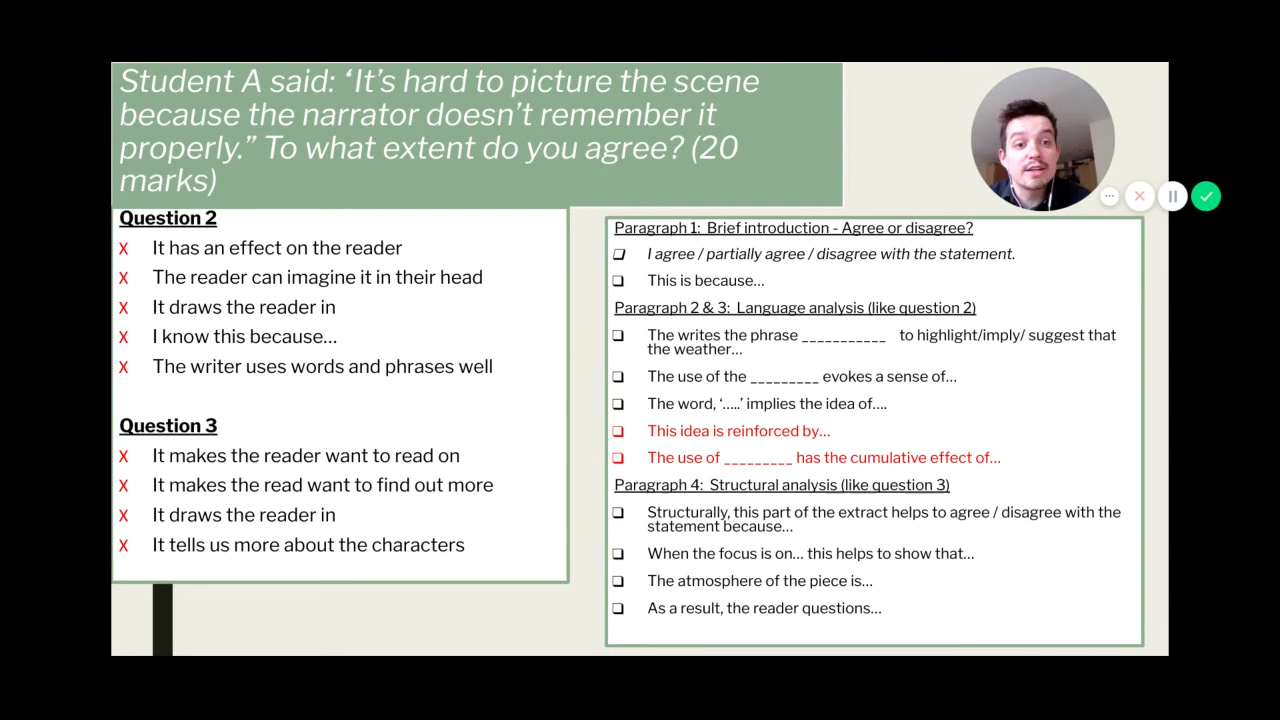 Student A said: ‘It’s hard to picture the scene
because the narrator doesn’t remember it
properly.” To what extent do you agree? (20
marks)
Question 2
X It has an effect on the reader
X The reader can imagine it in their head
X It draws the reader in
X I know this because…
X The writer uses words and phrases well
Question 3
X It makes the reader want to read on
X It makes the read want to find out more
X It draws the reader in
X It tells us more about the characters
Paragraph 1: Brief introduction - Agree or disagree?
❑ I agree / partially agree / disagree with the statement.
❑ This is because…
Paragraph 2 & 3: Language analysis (like question 2)
❑ The writes the phrase ___________ to highlight/imply/ suggest that
the weather…
❑ The use of the _________ evokes a sense of…
❑ The word, ‘…..’ implies the idea of….
❑ This idea is reinforced by…
❑ The use of _________ has the cumulative effect of…
Paragraph 4: Structural analysis (like question 3)
❑ Structurally, this part of the extract helps to agree / disagree with the
statement because…
❑ When the focus is on… this helps to show that…
❑ The atmosphere of the piece is…
❑ As a result, the reader questions…